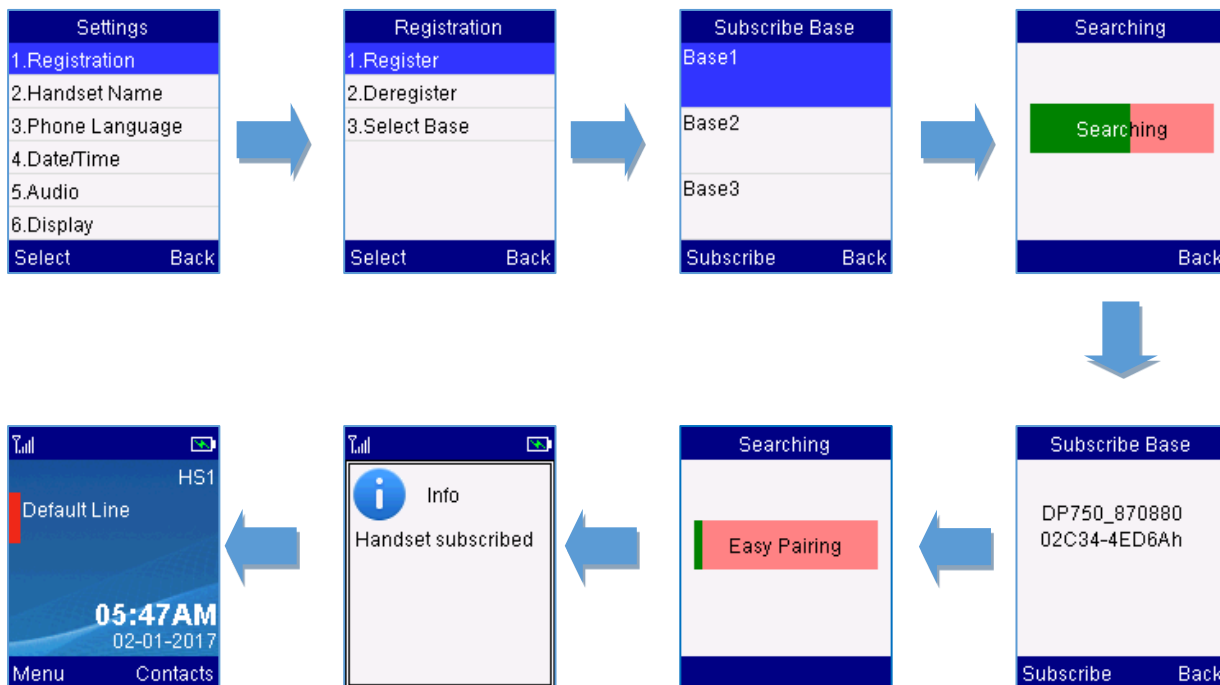 Settings
1.Registration
2.Handset Name
3.Phone Language
4.Date/Time
5.Audio
6.Display
Select Back
Registration
1.Register
2.Deregister
3.Select Base
Select Back
Subscribe Base
Base1
Base2
Base3
Subscribe Back
Searching
Searching
Back
Subscribe Base
DP750_870880
02C34-4ED6Ah
Subscribe Back
Searching
Easy Pairing
Info
Handset subscribed
HS1
Default Line
05:47AM
02-01-2017
Menu Contacts